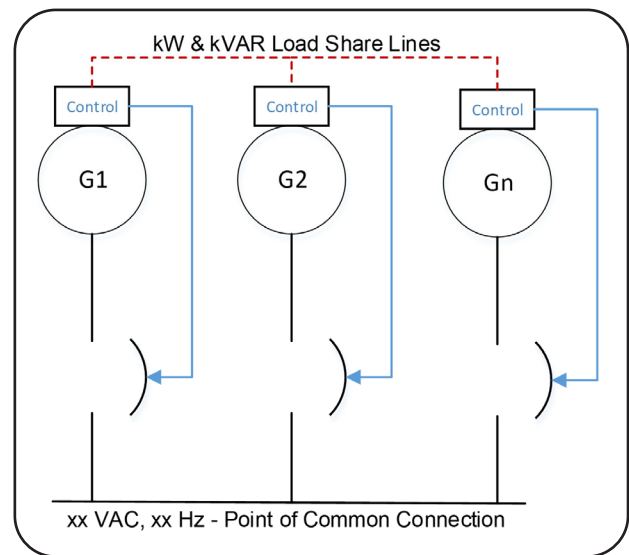 kW & kVAR Load Share Lines
Control
Control
Control
G1
G2
Gn
xx VAC, xx Hz - Point of Common Connection